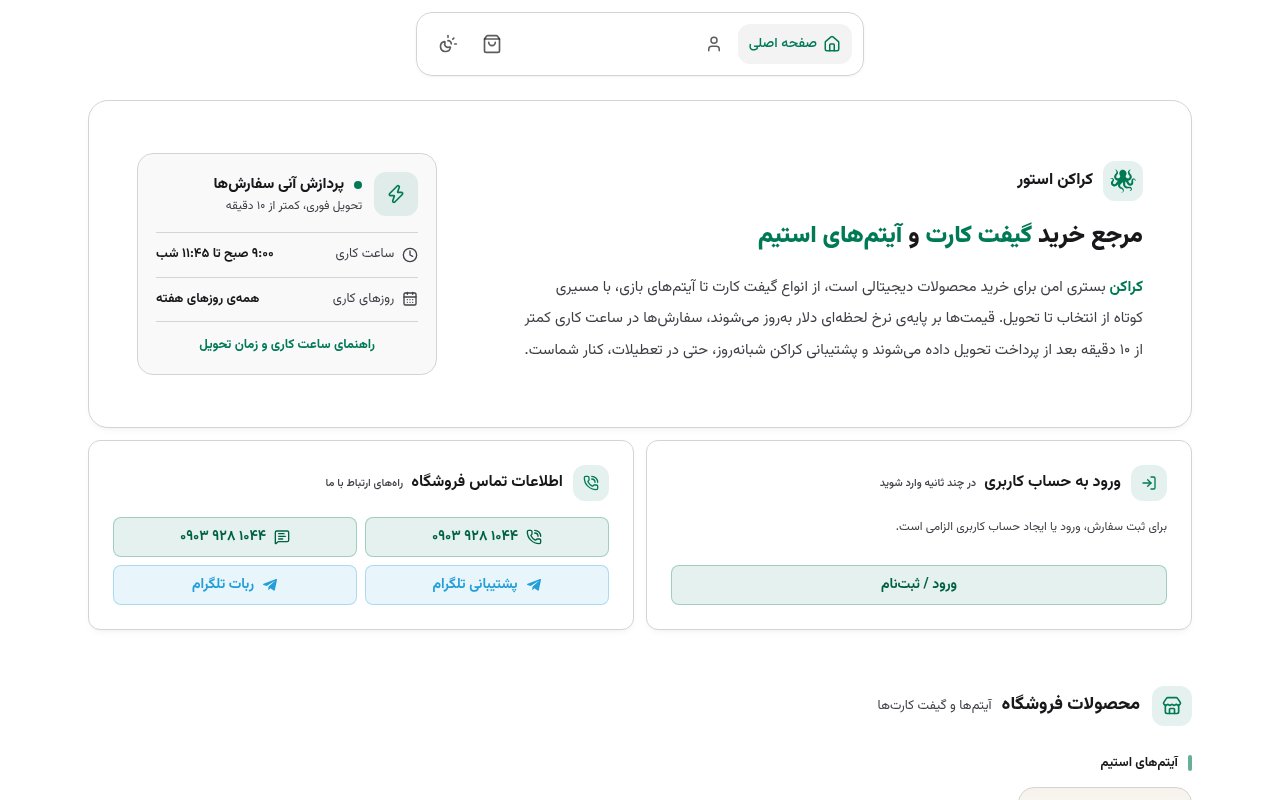 صفحه اصلی
کراکن استور
مرجع خرید گیفت کارت و آیتم‌های استیم
کراکن بستری امن برای خرید محصولات دیجیتالی است، از انواع گیفت کارت تا آیتم‌های بازی، با مسیری
کوتاه از انتخاب تا تحویل. قیمت‌ها بر پایه‌ی نرخ لحظه‌ای دلار به‌روز می‌شوند، سفارش‌ها در ساعت کاری کمتر
از ۱۰ دقیقه بعد از پرداخت تحویل داده می‌شوند و پشتیبانی کراکن شبانه‌روز، حتی در تعطیلات، کنار شماست.
پردازش آنی سفارش‌ها
تحویل فوری، کمتر از ۱۰ دقیقه
ساعت کاری ۹:۰۰ صبح تا ۱۱:۴۵ شب
روزهای کاری همه‌ی روزهای هفته
راهنمای ساعت کاری و زمان تحویل
ورود به حساب کاربری در چند ثانیه وارد شوید
برای ثبت سفارش، ورود یا ایجاد حساب کاربری الزامی است.
ورود / ثبت‌نام
اطلاعات تماس فروشگاه راه‌های ارتباط با ما
۰۹۰۳ ۹۲۸ ۱۰۴۴
۰۹۰۳ ۹۲۸ ۱۰۴۴
پشتیبانی تلگرام
ربات تلگرام
محصولات فروشگاه آیتم‌ها و گیفت کارت‌ها
آیتم‌های استیم